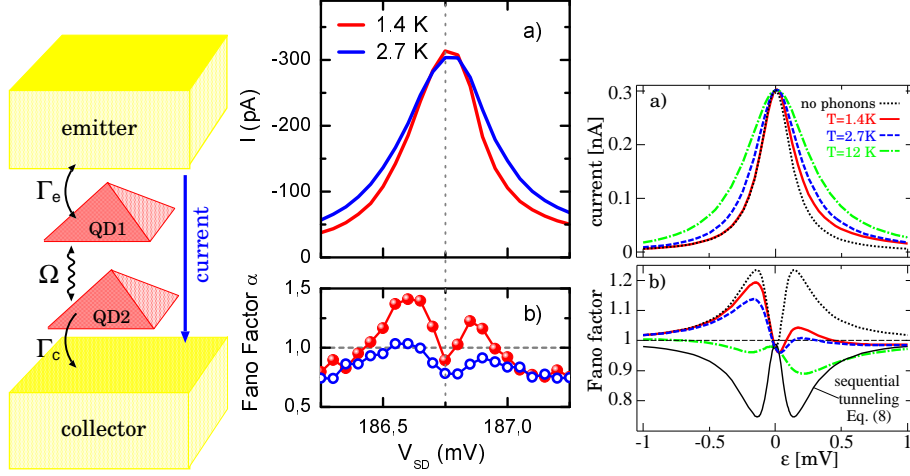 emitter
Γe
QD1
Ω
QD2
Γc
collector
current
a)
1.4 K
2.7 K
-300
-200
-100
0
I (pA)
b)
1,5
1,0
0,5
Fano Factor α
186,5
187,0
V SD (mV)
a)
no phonons
T=1.4K
T=2.7K
T=12 K
0.3
0.2
0.1
0
current [nA]
b)
1.2
1.1
1
0.9
0.8
Fano factor
sequential
tunneling
Eq. (8)
-1
-0.5
0
0.5
1
ε [mV]